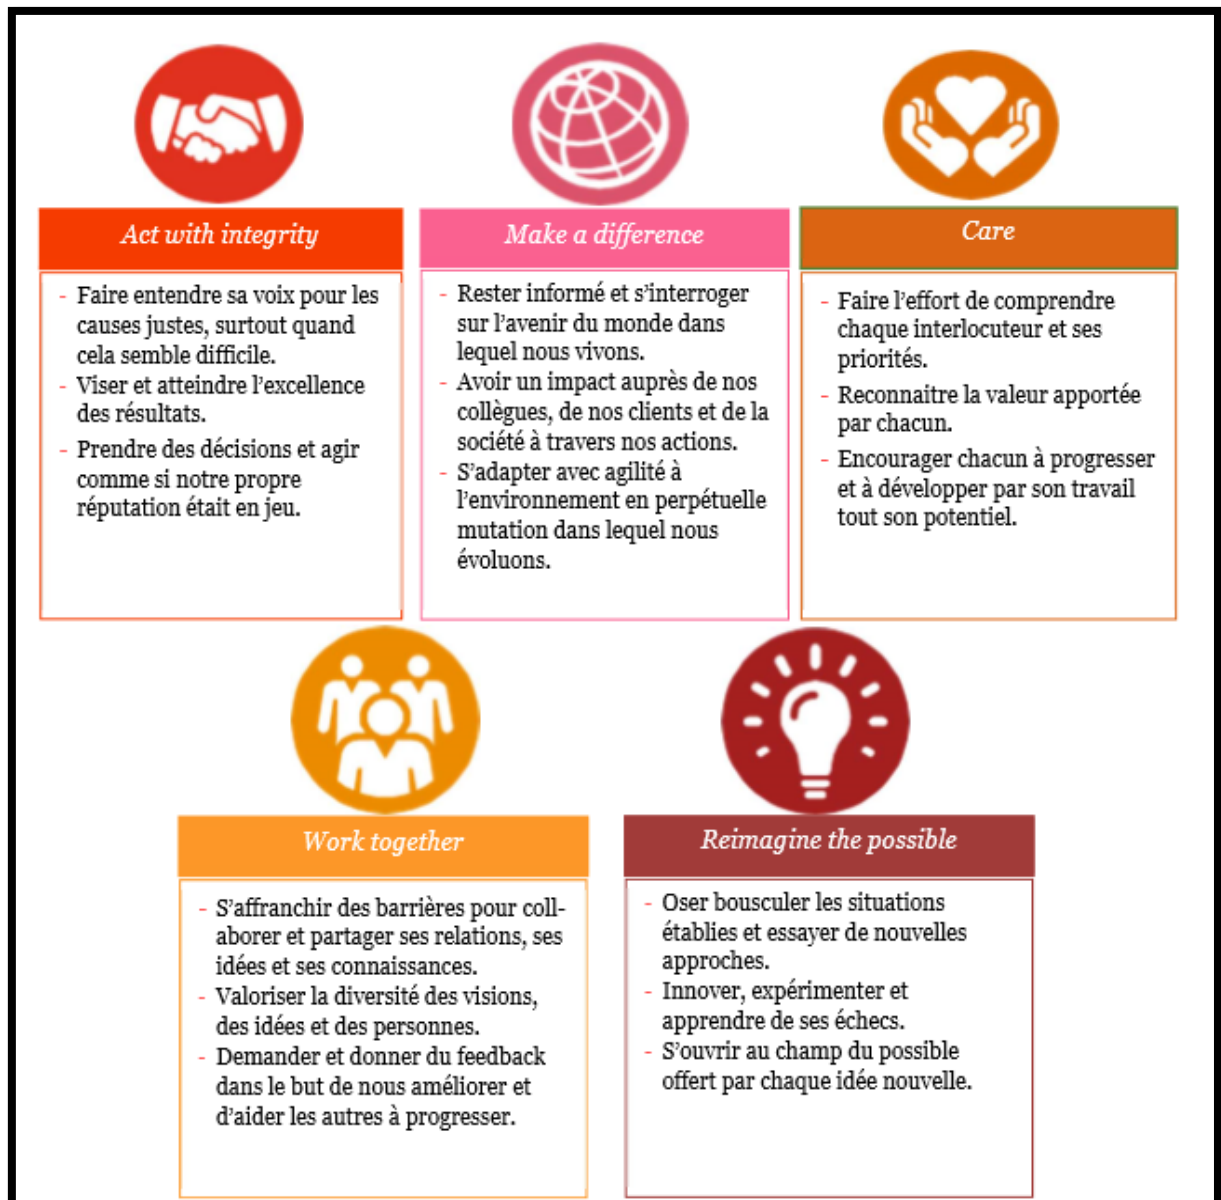 Act with integrity
- Faire entendre sa voix pour les
causes justes, surtout quand
cela semble difficile.
- Viser et atteindre l’excellence
des résultats.
- Prendre des décisions et agir
comme si notre propre
réputation était en jeu.
Make a difference
- Rester informé et s’interroger
sur l’avenir du monde dans
lequel nous vivons.
- Avoir un impact auprès de nos
collègues, de nos clients et de la
société à travers nos actions.
- S’adapter avec agilité à
l’environnement en perpétuelle
mutation dans lequel nous
évoluons.
Care
- Faire l’effort de comprendre
chaque interlocuteur et ses
priorités.
- Reconnaitre la valeur apportée
par chacun.
- Encourager chacun à progresser
et à développer par son travail
tout son potentiel.
Work together
- S’affranchir des barrières pour coll-
aborer et partager ses relations, ses
idées et ses connaissances.
- Valoriser la diversité des visions,
des idées et des personnes.
- Demander et donner du feedback
dans le but de nous améliorer et
d’aider les autres à progresser.
Reimagine the possible
- Oser bousculer les situations
établies et essayer de nouvelles
approches.
- Innover, expérimenter et
apprendre de ses échecs.
- S’ouvrir au champ du possible
offert par chaque idée nouvelle.